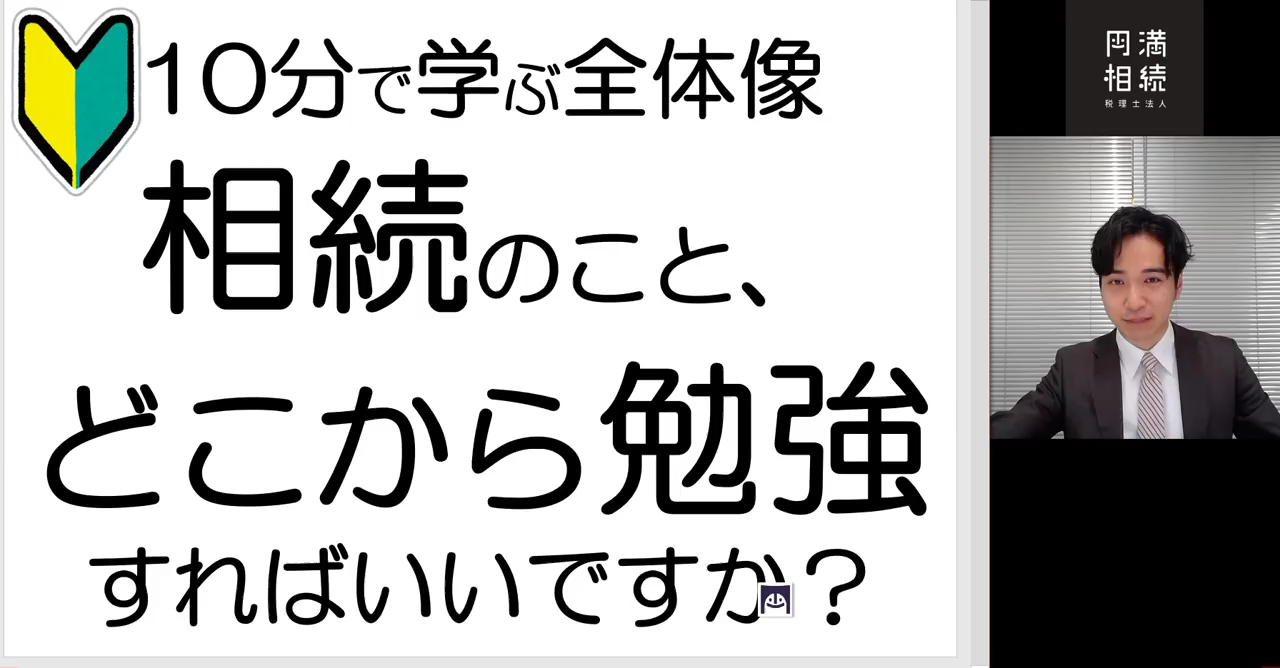 10分で学ぶ全体像
相続のこと、
どこから勉強
すればいいですか？
円満
相続
税理士法人